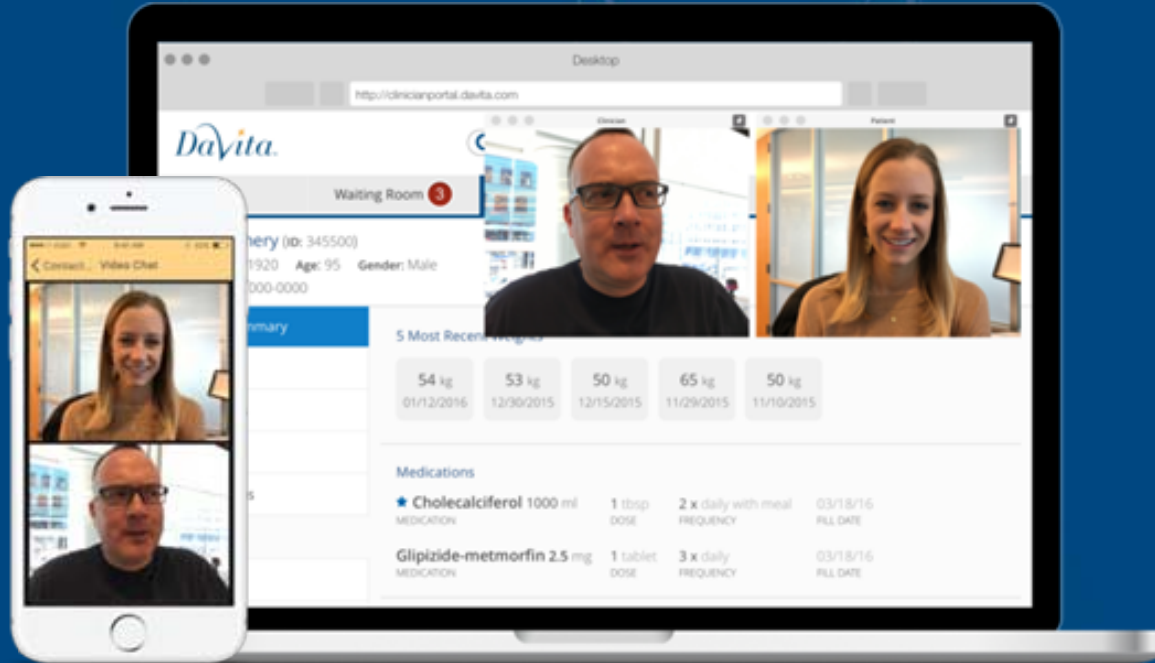 Desktop
http://clinicianportal.davita.com
DaVita.
Clinician
Patient
Waiting Room 3
nery (ID: 345500)
1920 Age: 95 Gender: Male
000-0000
mmary
5 Most Recent Weights
54 kg 53 kg 50 kg 65 kg 50 kg
01/12/2016 12/30/2015 12/15/2015 11/29/2015 11/10/2015
Medications
Cholecalciferol 1000 ml 1 tbsp 2 x daily with meal 03/18/16
MEDICATION DOSE FREQUENCY FILL DATE
Glipizide-metmorfin 2.5 mg 1 tablet 3 x daily 03/18/16
MEDICATION DOSE FREQUENCY FILL DATE
s
9:41 AM
Contact... Video Chat